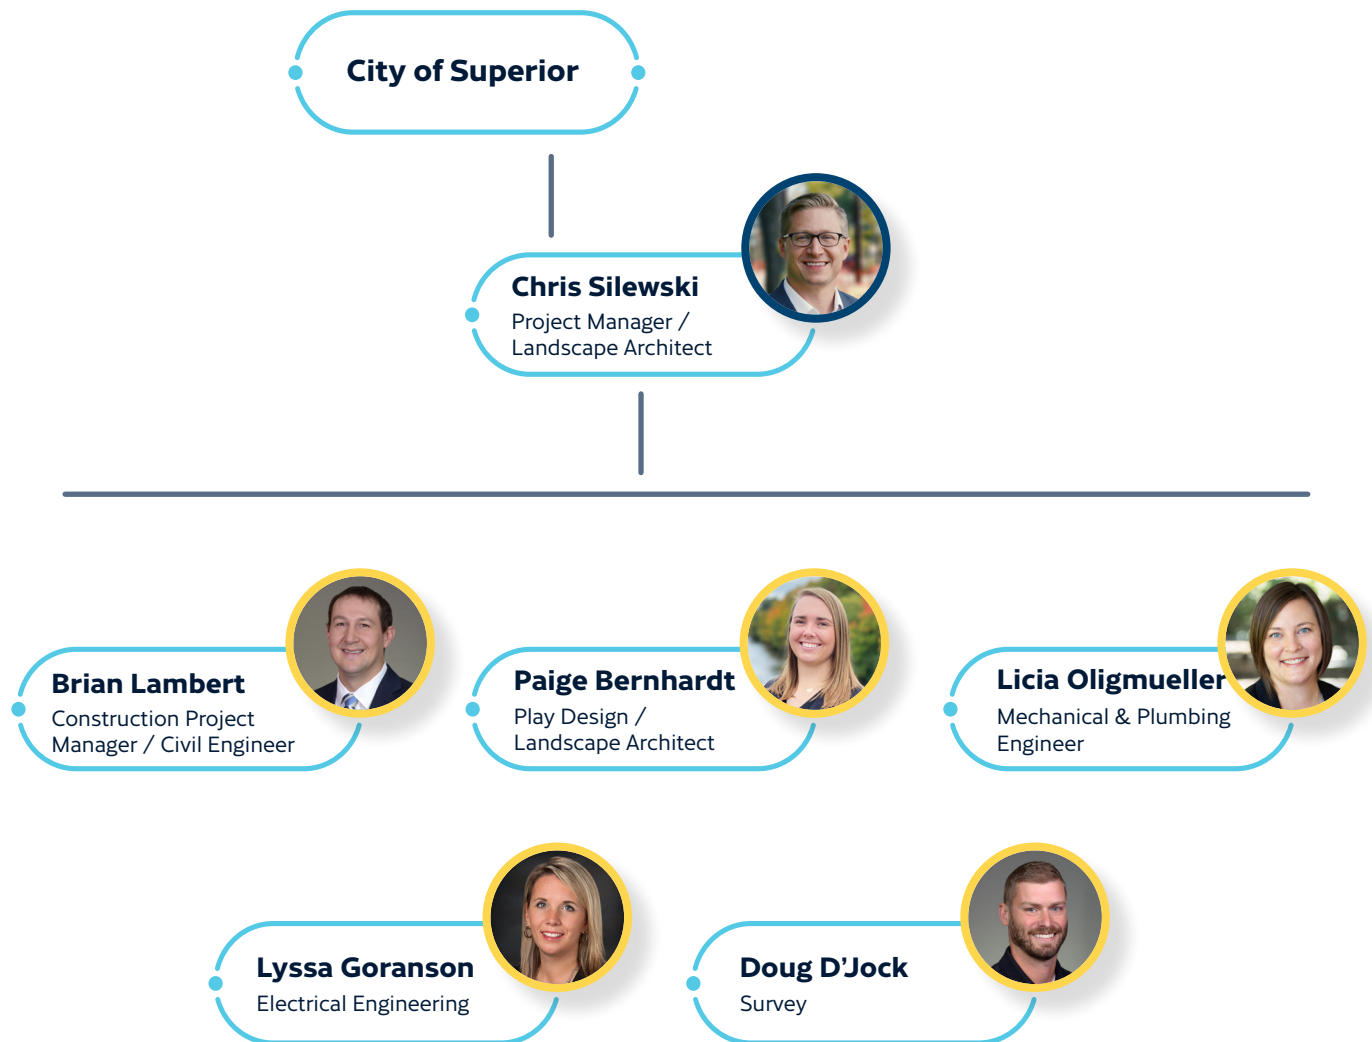 City of Superior
Chris Silewski
Project Manager /
Landscape Architect
Brian Lambert
Construction Project
Manager / Civil Engineer
Paige Bernhardt
Play Design /
Landscape Architect
Licia Oligmueller
Mechanical & Plumbing
Engineer
Lyssa Goranson
Electrical Engineering
Doug D’Jock
Survey